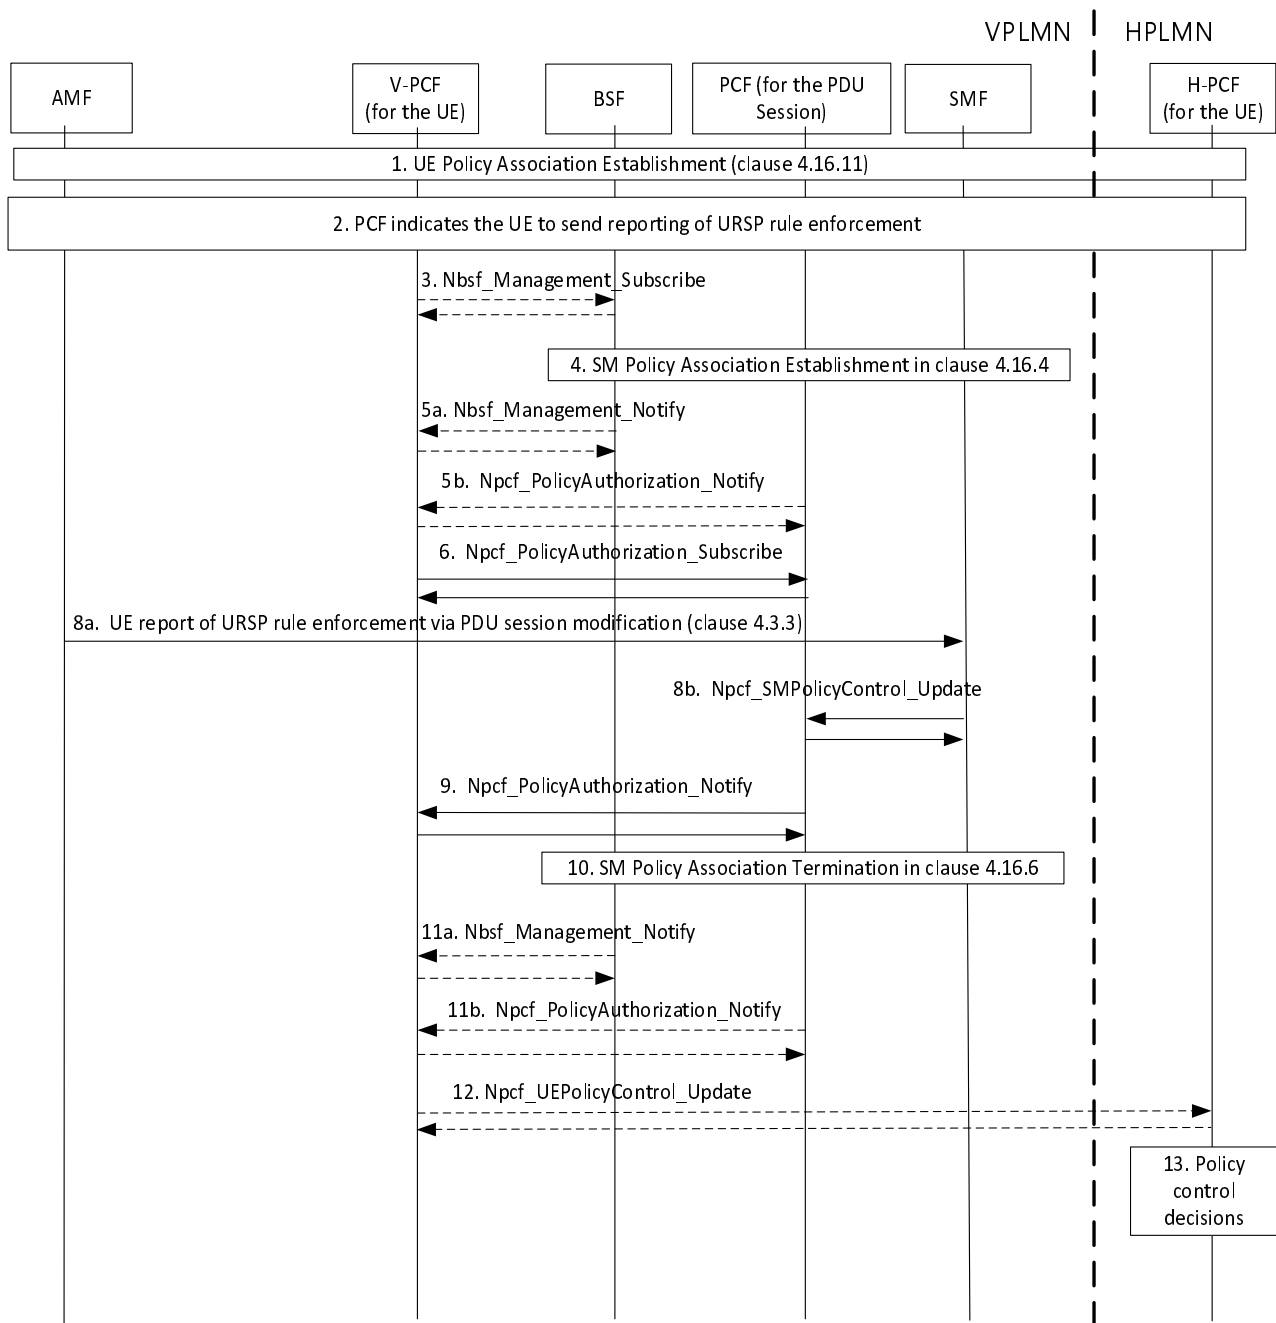 VPLMN
HPLMN
AMF
V-PCF
(for the UE)
BSF
PCF (for the PDU
Session)
SMF
H-PCF
(for the UE)
1. UE Policy Association Establishment (clause 4.16.11)
2. PCF indicates the UE to send reporting of URSP rule enforcement
3. Nbsf_Management_Subscribe
4. SM Policy Association Establishment in clause 4.16.4
5a. Nbsf_Management_Notify
5b. Npcf_PolicyAuthorization_Notify
6. Npcf_PolicyAuthorization_Subscribe
8a. UE report of URSP rule enforcement via PDU session modification (clause 4.3.3)
8b. Npcf_SMPolicyControl_Update
9. Npcf_PolicyAuthorization_Notify
10. SM Policy Association Termination in clause 4.16.6
11a. Nbsf_Management_Notify
11b. Npcf_PolicyAuthorization_Notify
12. Npcf_UEPolicyControl_Update
13. Policy
control
decisions